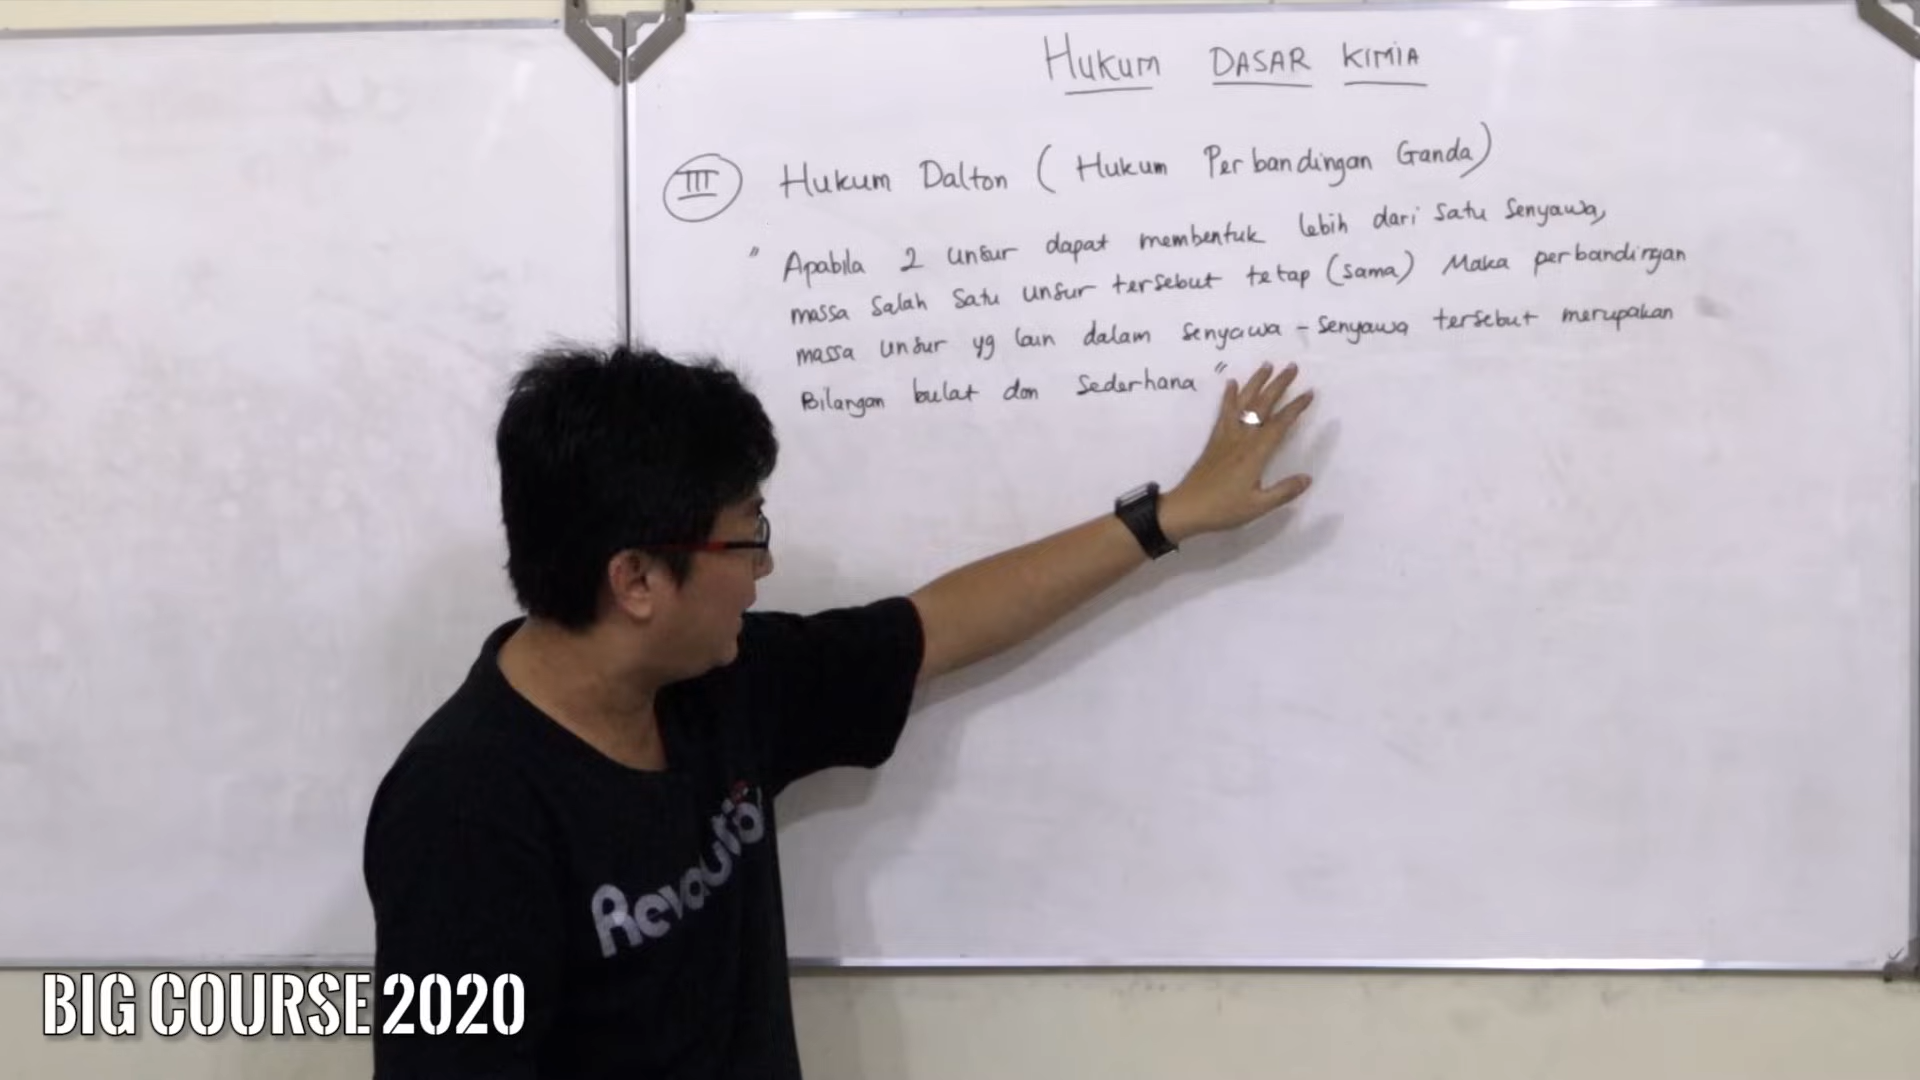 HUKUM DASAR KIMIA
III Hukum Dalton ( Hukum Perbandingan Ganda)
" Apabila 2 unsur dapat membentuk lebih dari satu senyawa,
massa salah satu unsur tersebut tetap (sama) Maka perbandingan
massa unsur yg lain dalam senyawa - senyawa tersebut merupakan
Bilangan bulat dan sederhana "
BIG COURSE 2020